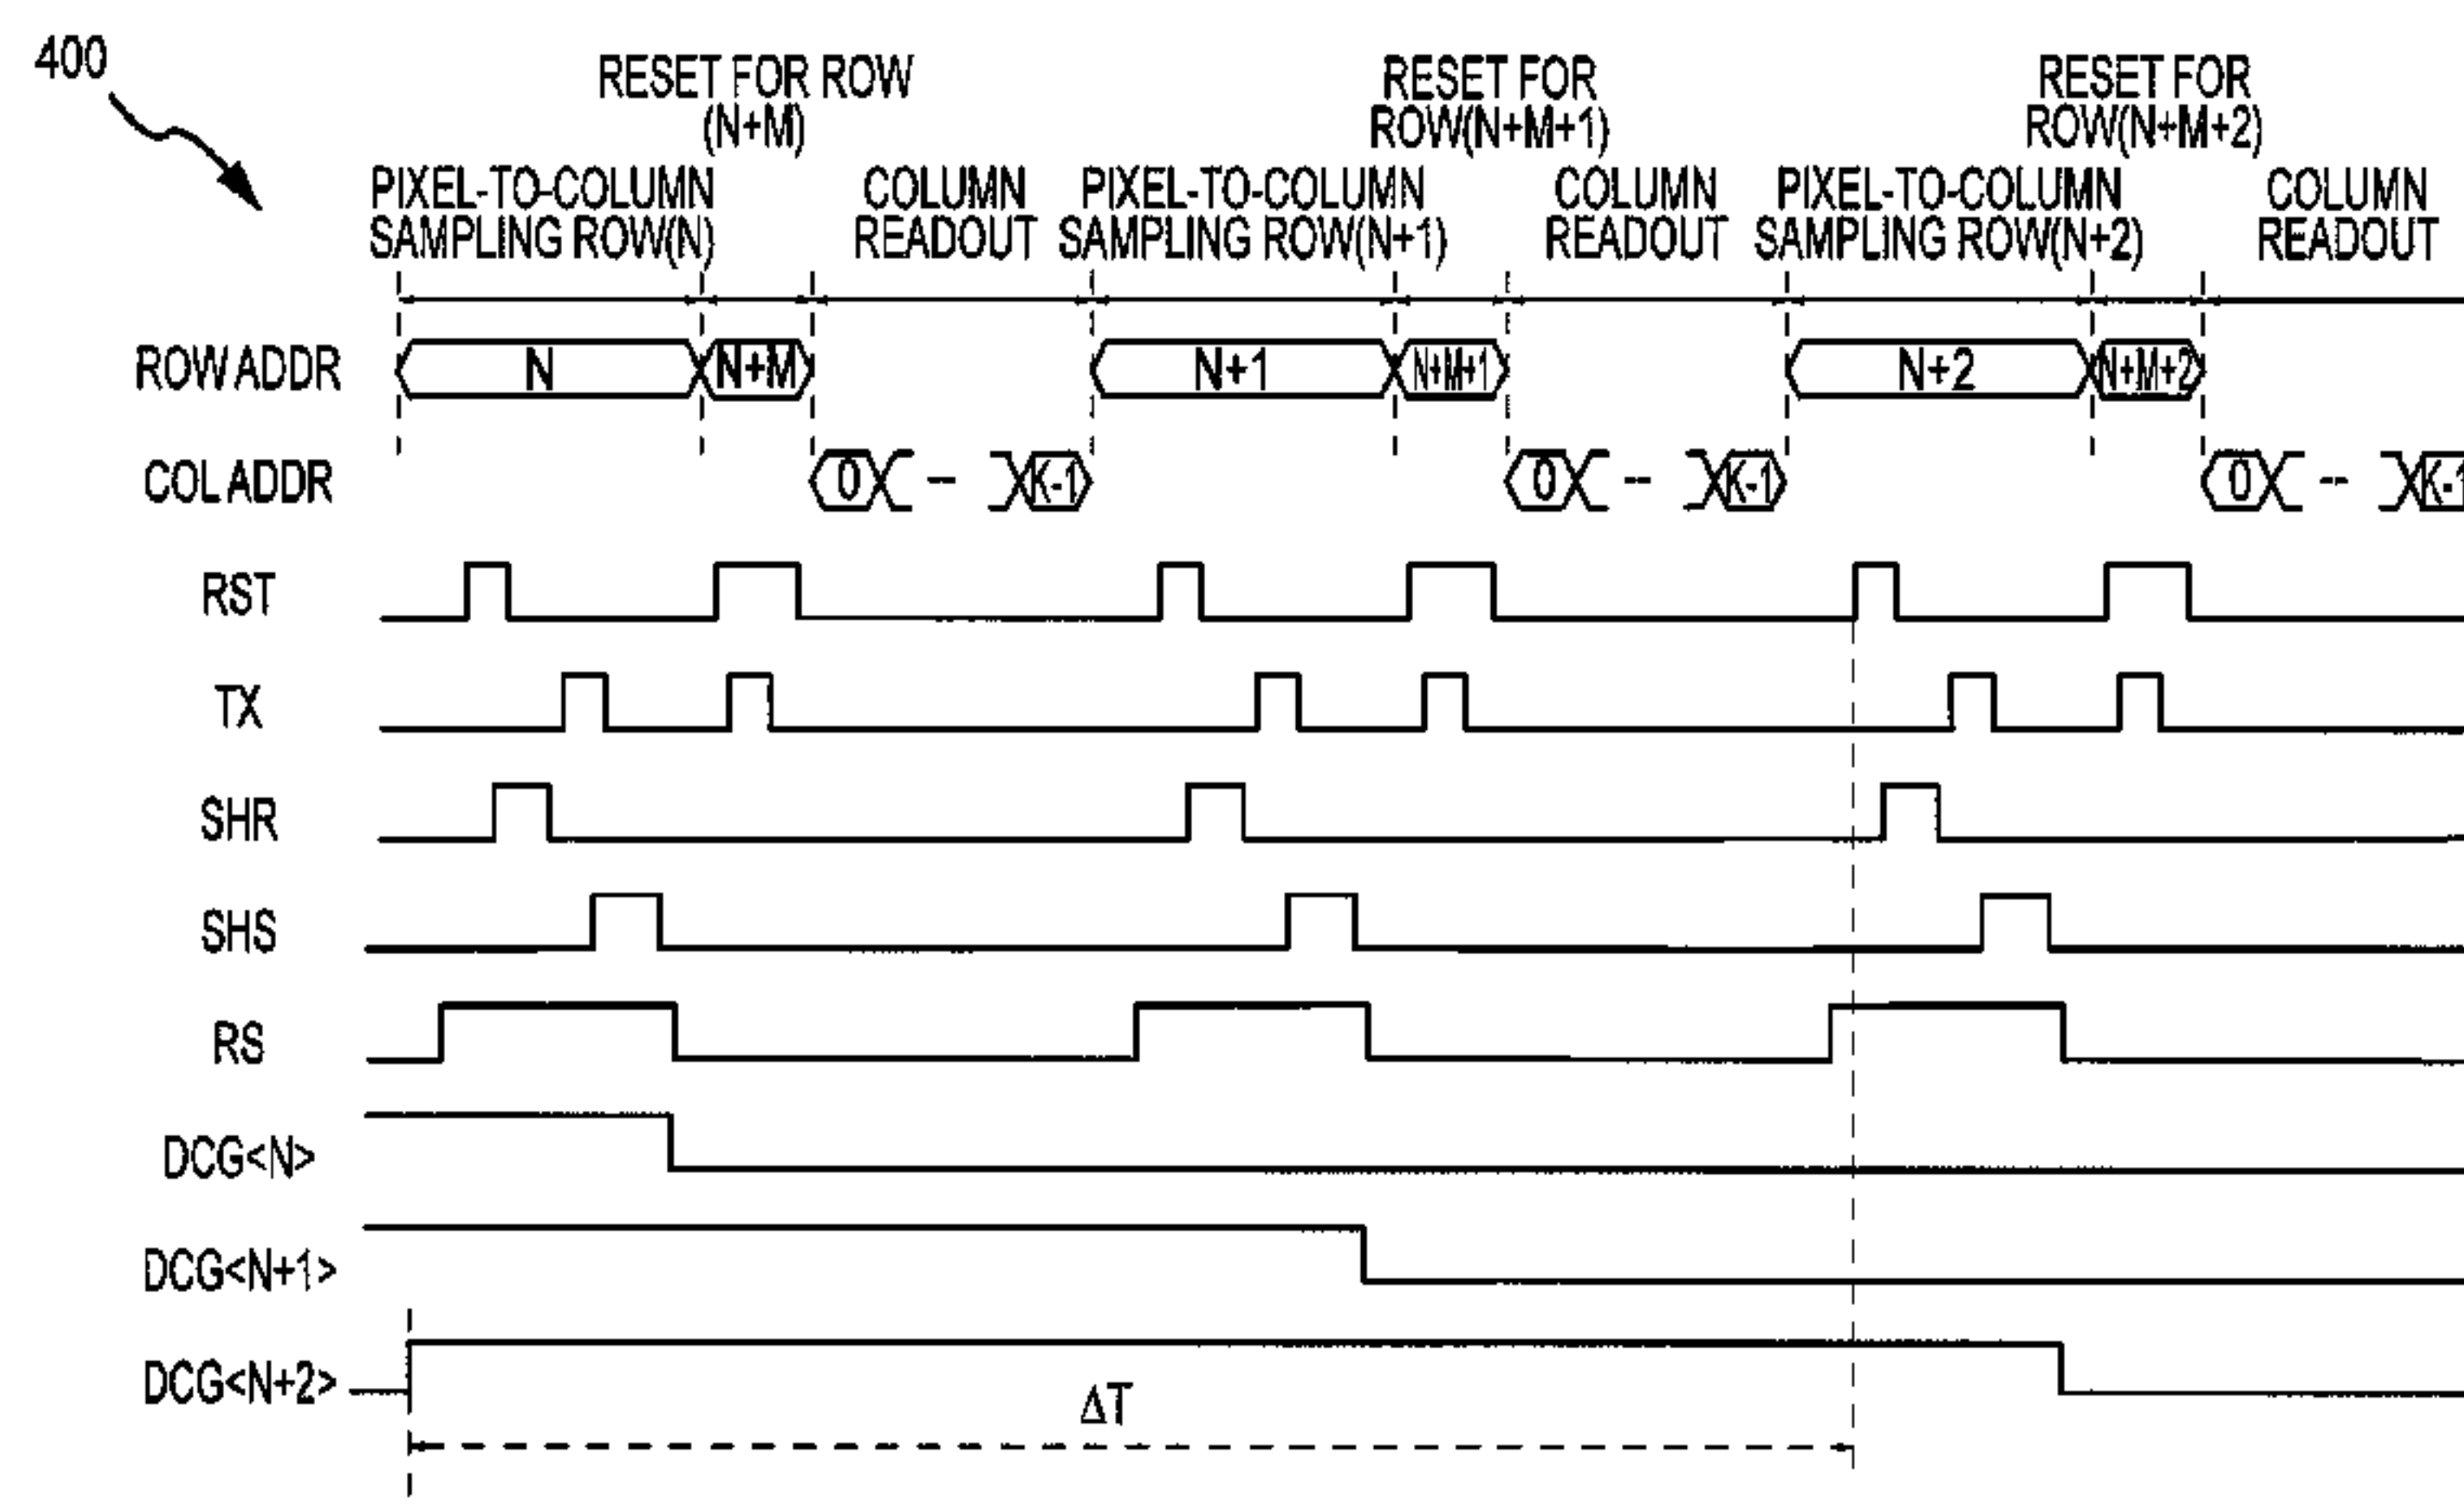 400
RESET FOR ROW
(N+M)
RESET FOR
ROW(N+M+1)
RESET FOR
ROW(N+M+2)
PIXEL-TO-COLUMN
SAMPLING ROW(N)
COLUMN
READOUT
PIXEL-TO-COLUMN
SAMPLING ROW(N+1)
COLUMN
READOUT
PIXEL-TO-COLUMN
SAMPLING ROW(N+2)
COLUMN
READOUT
ROW ADDR N N+M N+1 N+M+1 N+2 N+M+2
COL ADDR 0 -- K-1 0 -- K-1 0 -- K-1
RST
TX
SHR
SHS
RS
DCG<N>
DCG<N+1>
DCG<N+2>
ΔT